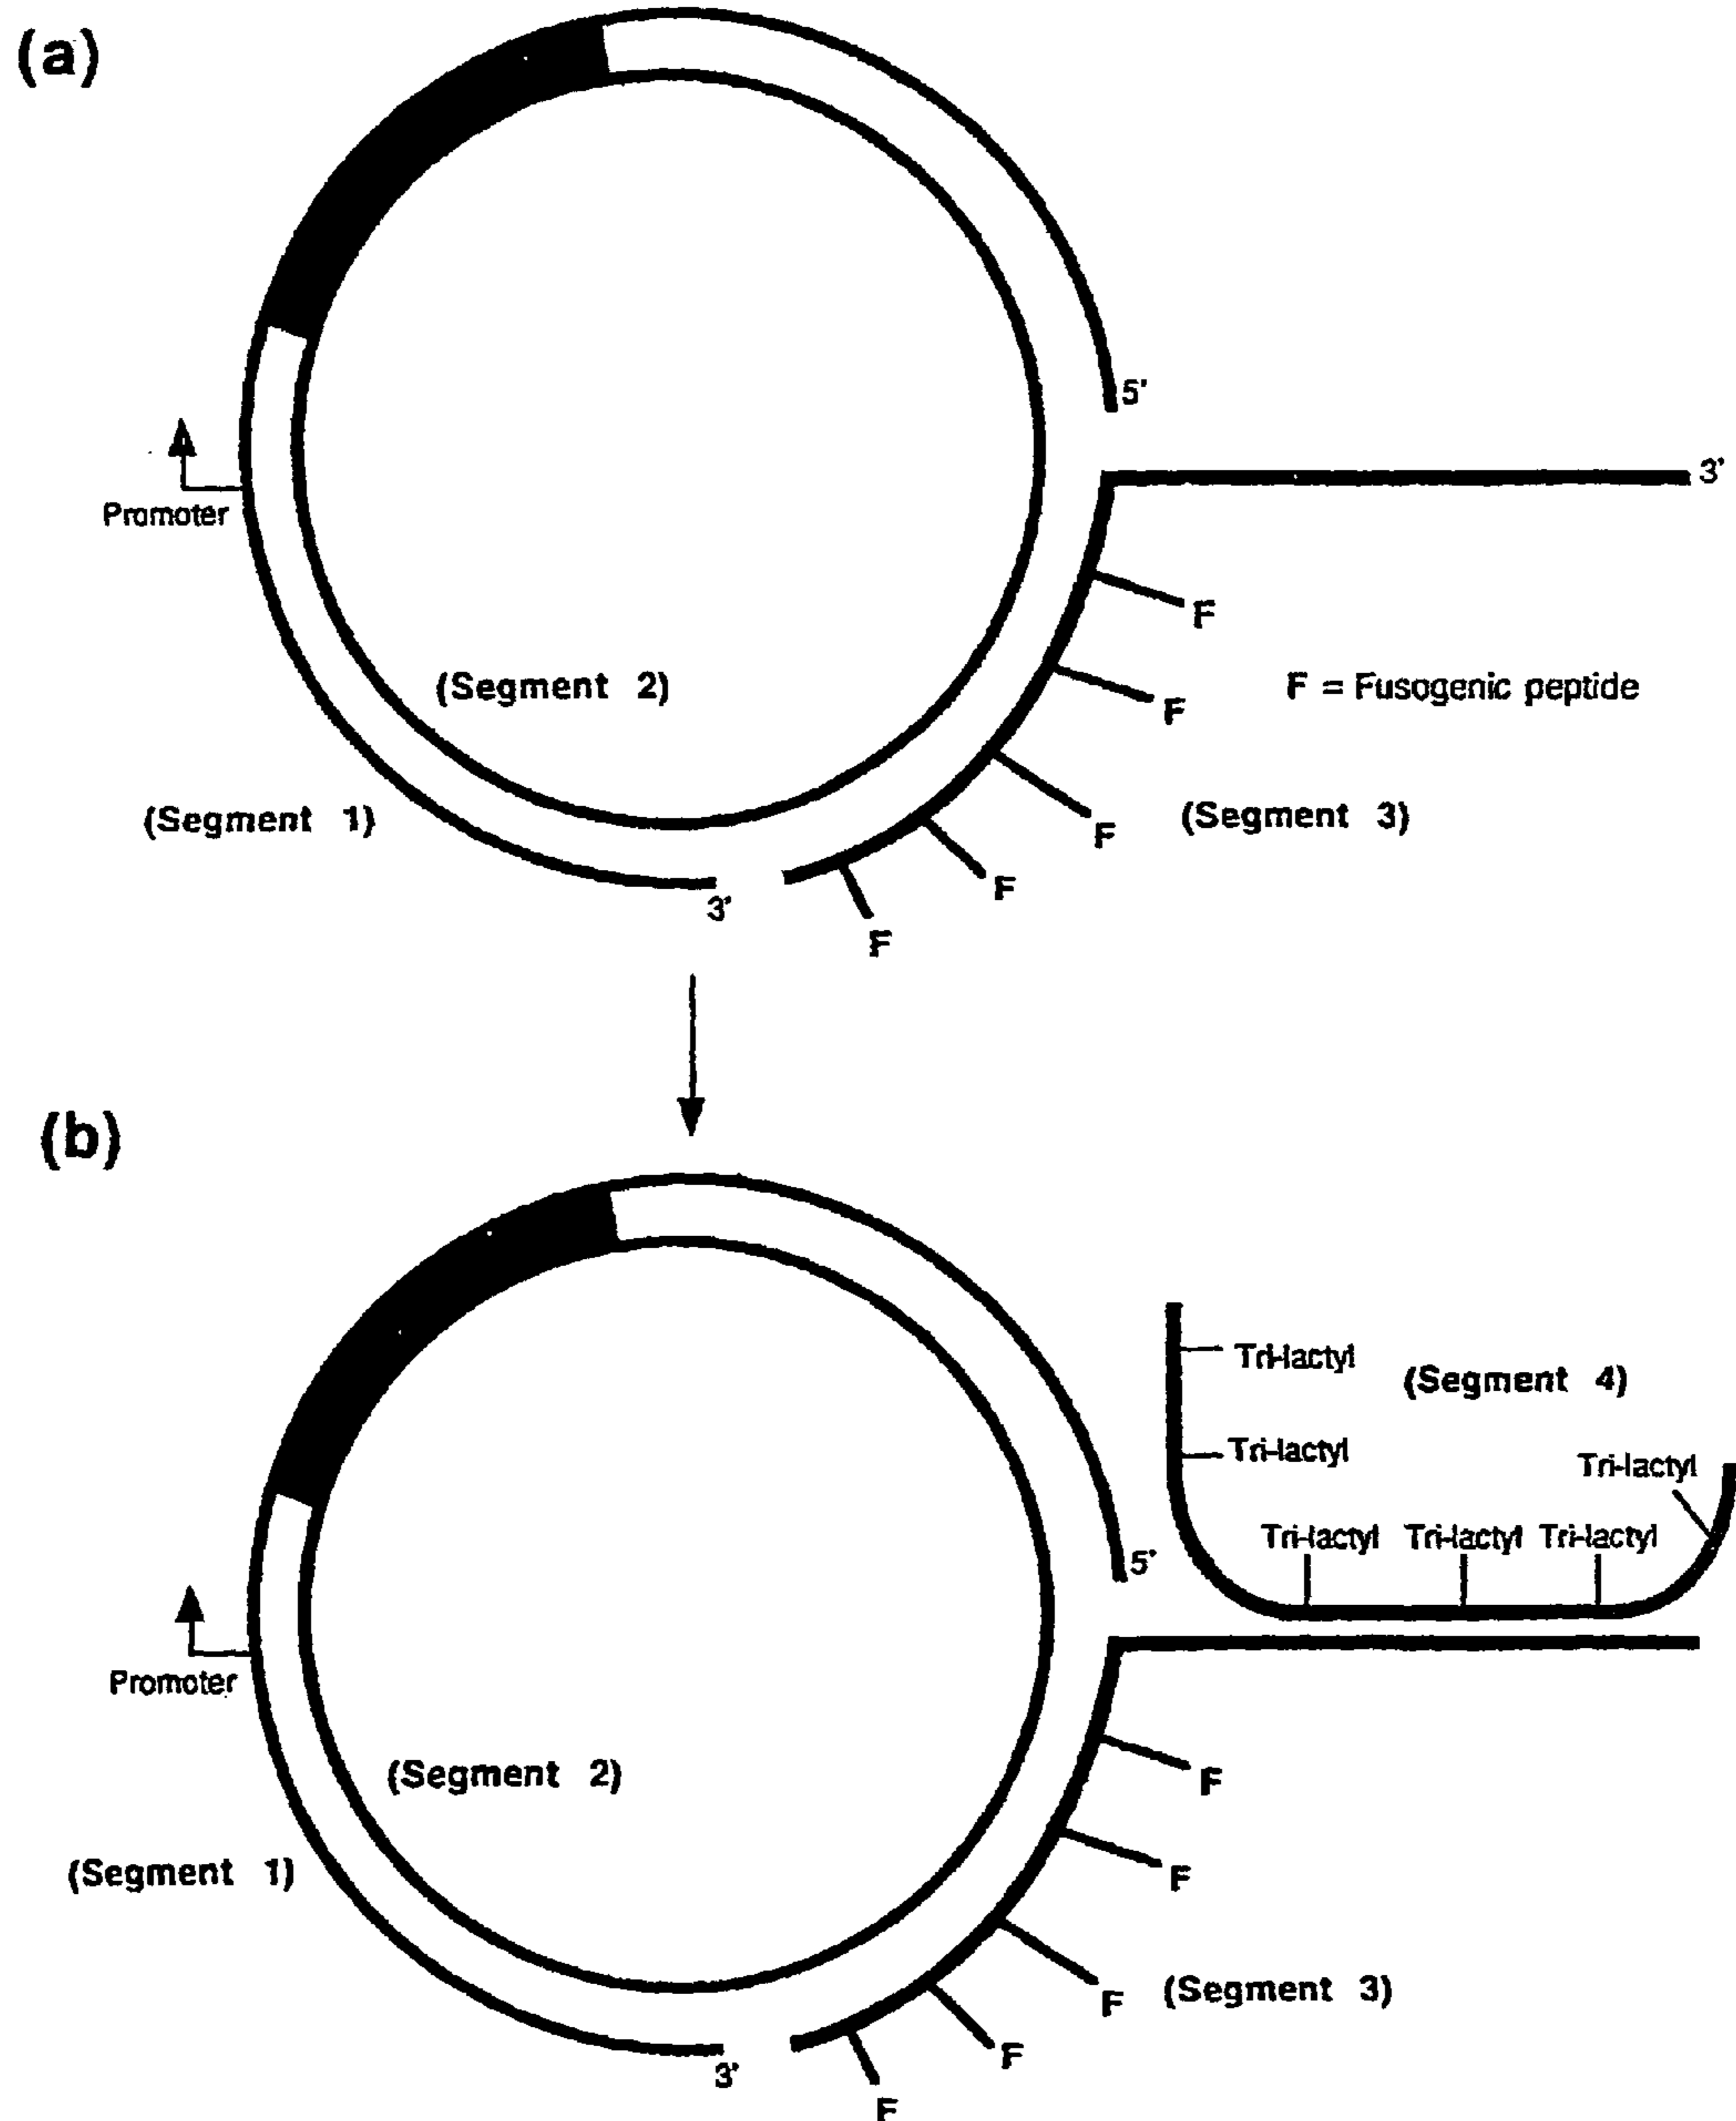 (a)
5'
3'
Promoter
F
F
(Segment 2)
F = Fusogenic peptide
(Segment 1)
F
(Segment 3)
F
3'
F
(b)
Tri-lactyl
(Segment 4)
Tri-lactyl
Tri-lactyl
Tri-lactyl Tri-lactyl Tri-lactyl
5'
Promoter
(Segment 2)
F
(Segment 1)
F
F
(Segment 3)
F
3'
F